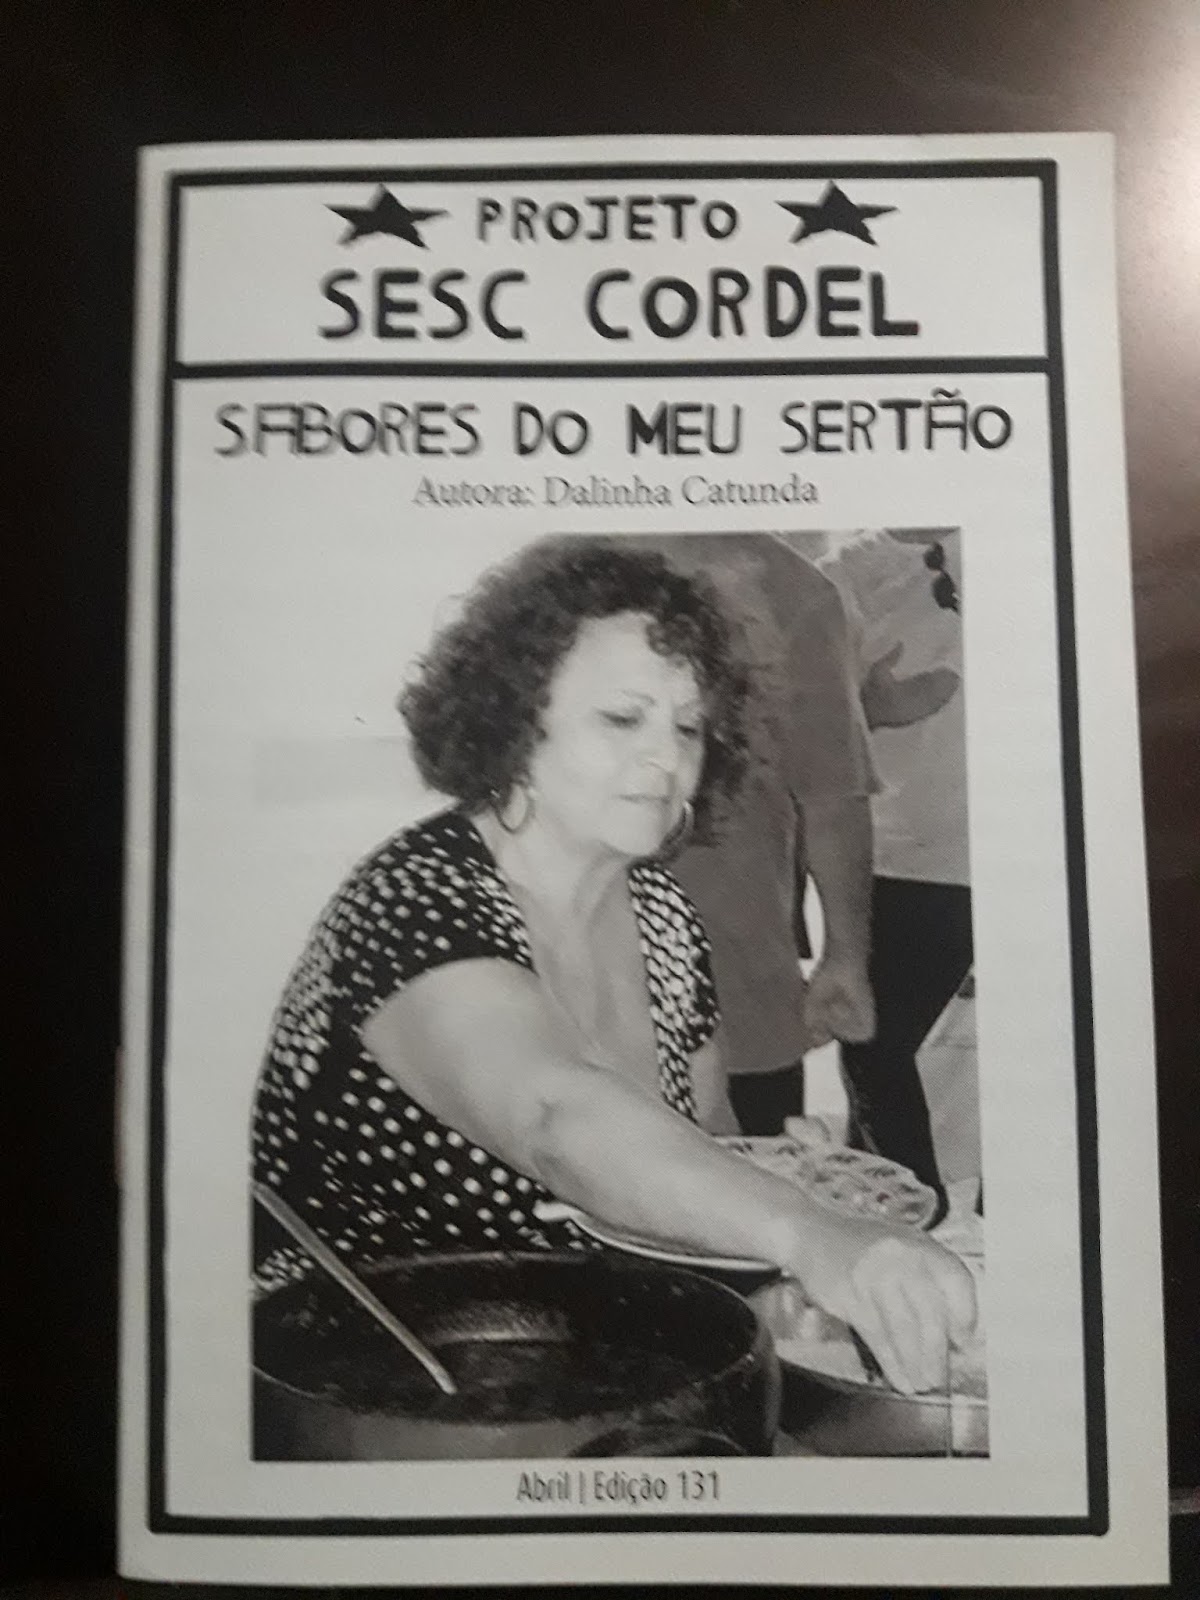 PROJETO
SESC CORDEL
SABORES DO MEU SERTÃO
Autora: Dalinha Catunda
Abril | Edição 131